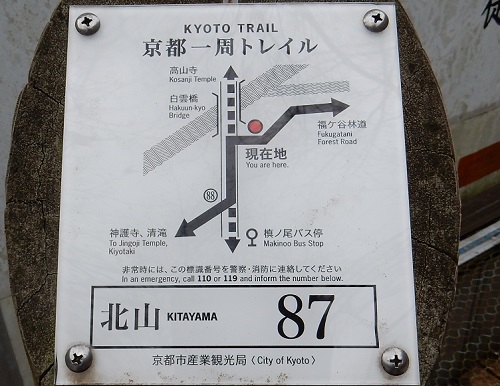 KYOTO TRAIL
京都一周トレイル
高山寺
Kosanji Temple
白雲橋
Hakuun-kyo
Bridge
福ケ谷林道
Fukugatani
Forest Road
現在地
You are here.
88
神護寺、清滝
To Jingoji Temple,
Kiyotaki
槙ノ尾バス停
Makinoo Bus Stop
非常時には、この標識番号を警察・消防に連絡してください
In an emergency, call 110 or 119 and inform the number below.
北山 KITAYAMA 87
京都市産業観光局（City of Kyoto）